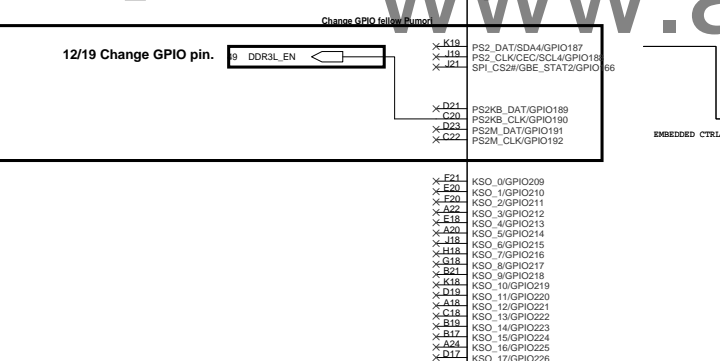 www.a
Change GPIO fellow Pumori
12/19 Change GPIO pin.
49 DDR3L_EN
K19 PS2_DAT/SDA4/GPIO187
J19 PS2_CLK/CEC/SCL4/GPIO188
J21 SPI_CS2#/GBE_STAT2/GPIO166
D21 PS2KB_DAT/GPIO189
C20 PS2KB_CLK/GPIO190
D23 PS2M_DAT/GPIO191
C22 PS2M_CLK/GPIO192
EMBEDDED CTRL
F21 KSO_0/GPIO209
E20 KSO_1/GPIO210
F20 KSO_2/GPIO211
A22 KSO_3/GPIO212
E18 KSO_4/GPIO213
A20 KSO_5/GPIO214
J18 KSO_6/GPIO215
H18 KSO_7/GPIO216
G18 KSO_8/GPIO217
B21 KSO_9/GPIO218
K18 KSO_10/GPIO219
D19 KSO_11/GPIO220
A18 KSO_12/GPIO221
C18 KSO_13/GPIO222
B19 KSO_14/GPIO223
B17 KSO_15/GPIO224
A24 KSO_16/GPIO225
D17 KSO_17/GPIO226